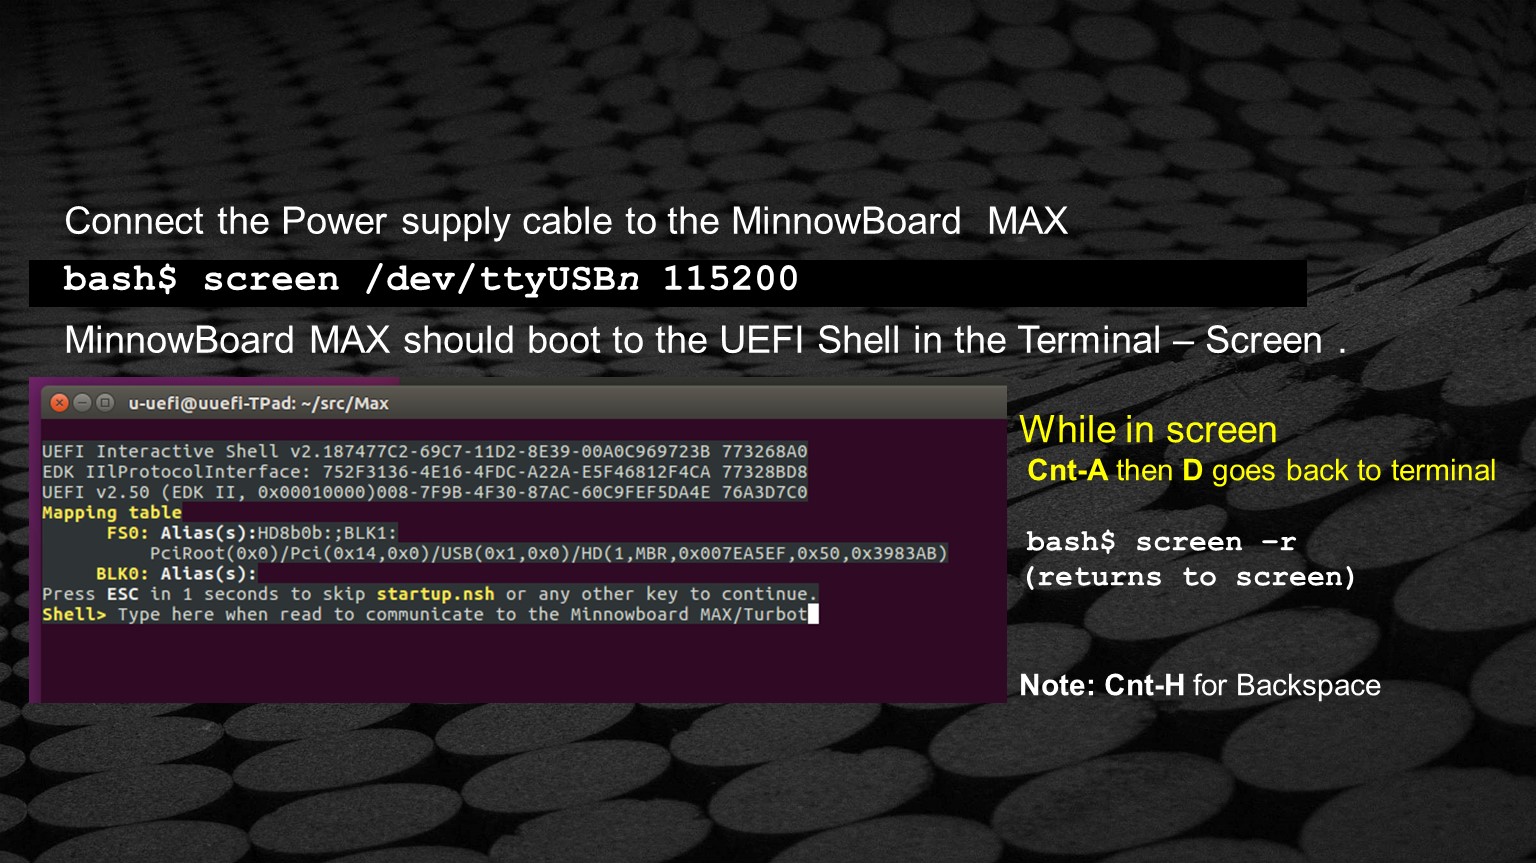 Connect the Power supply cable to the MinnowBoard MAX
bash$ screen /dev/ttyUSBn 115200
MinnowBoard MAX should boot to the UEFI Shell in the Terminal – Screen .
u-uefi@uuefi-TPad: ~/src/Max
UEFI Interactive Shell v2.187477C2-69C7-11D2-8E39-00A0C969723B 773268A0
EDK IIlProtocolInterface: 752F3136-4E16-4FDC-A22A-E5F46812F4CA 77328BD8
UEFI v2.50 (EDK II, 0x00010000)008-7F9B-4F30-87AC-60C9FEF5DA4E 76A3D7C0
Mapping table
FS0: Alias(s):HD8b0b:;BLK1:
PciRoot(0x0)/Pci(0x14,0x0)/USB(0x1,0x0)/HD(1,MBR,0x007EA5EF,0x50,0x3983AB)
BLK0: Alias(s):
Press ESC in 1 seconds to skip startup.nsh or any other key to continue.
Shell> Type here when read to communicate to the Minnowboard MAX/Turbot
While in screen
Cnt-A then D goes back to terminal
bash$ screen –r
(returns to screen)
Note: Cnt-H for Backspace